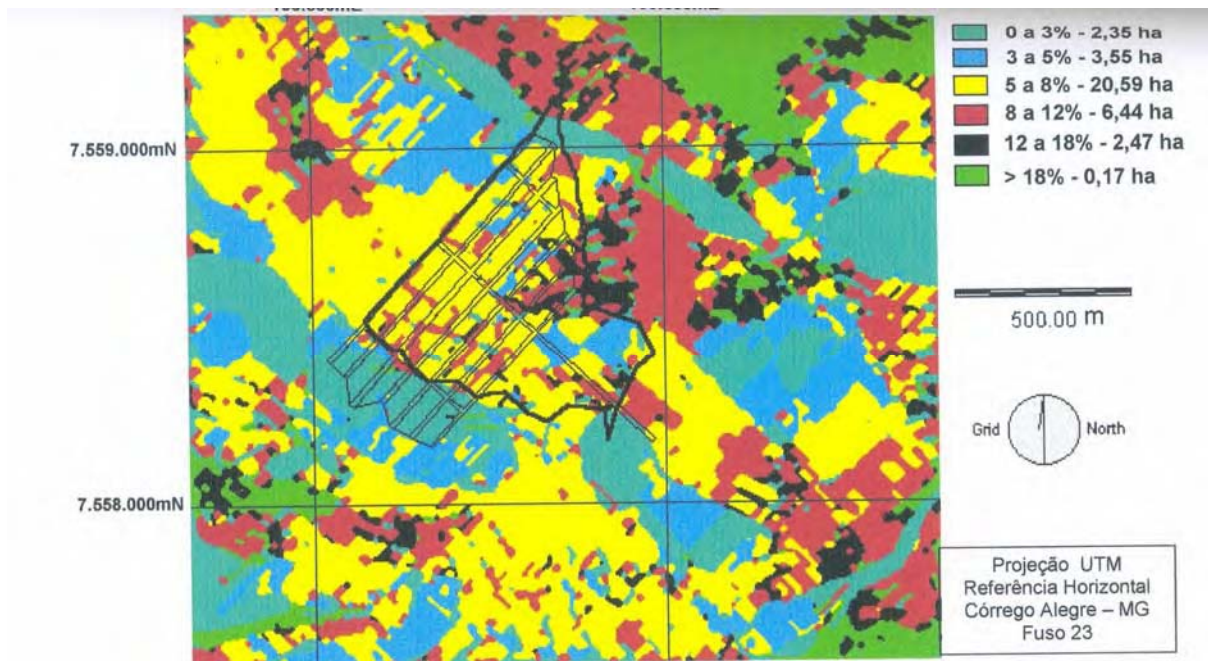 0 a 3% - 2,35 ha
3 a 5% - 3,55 ha
5 a 8% - 20,59 ha
8 a 12% - 6,44 ha
12 a 18% - 2,47 ha
> 18% - 0,17 ha
7.559.000mN
500.00 m
Grid North
7.558.000mN
Projeção UTM
Referência Horizontal
Córrego Alegre – MG
Fuso 23